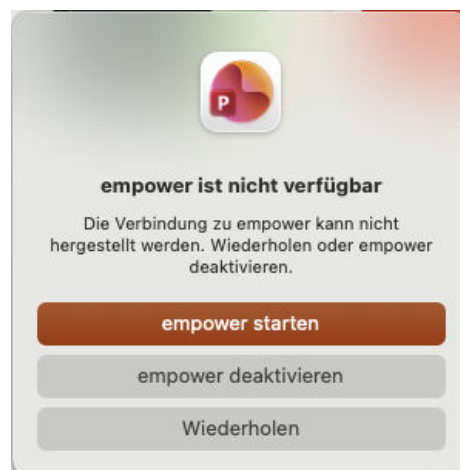 P
empower ist nicht verfügbar
Die Verbindung zu empower kann nicht
hergestellt werden. Wiederholen oder empower
deaktivieren.
empower starten
empower deaktivieren
Wiederholen